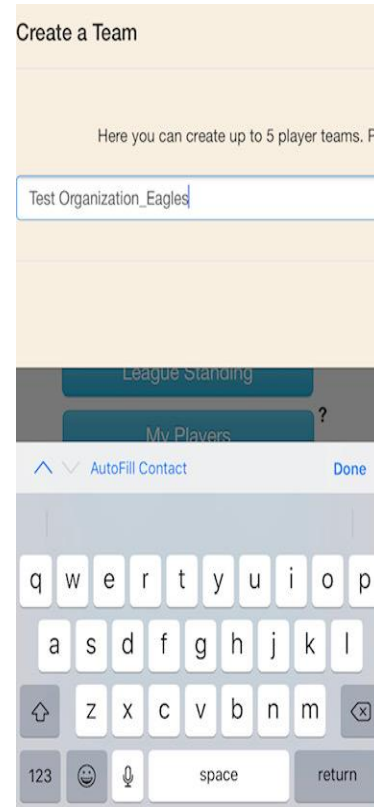 Create a Team
Here you can create up to 5 player teams. P
Test Organization_Eagles
League Standing
My Players
?
AutoFill Contact Done
q w e r t y u i o p
a s d f g h j k l
z x c v b n m
123 space return